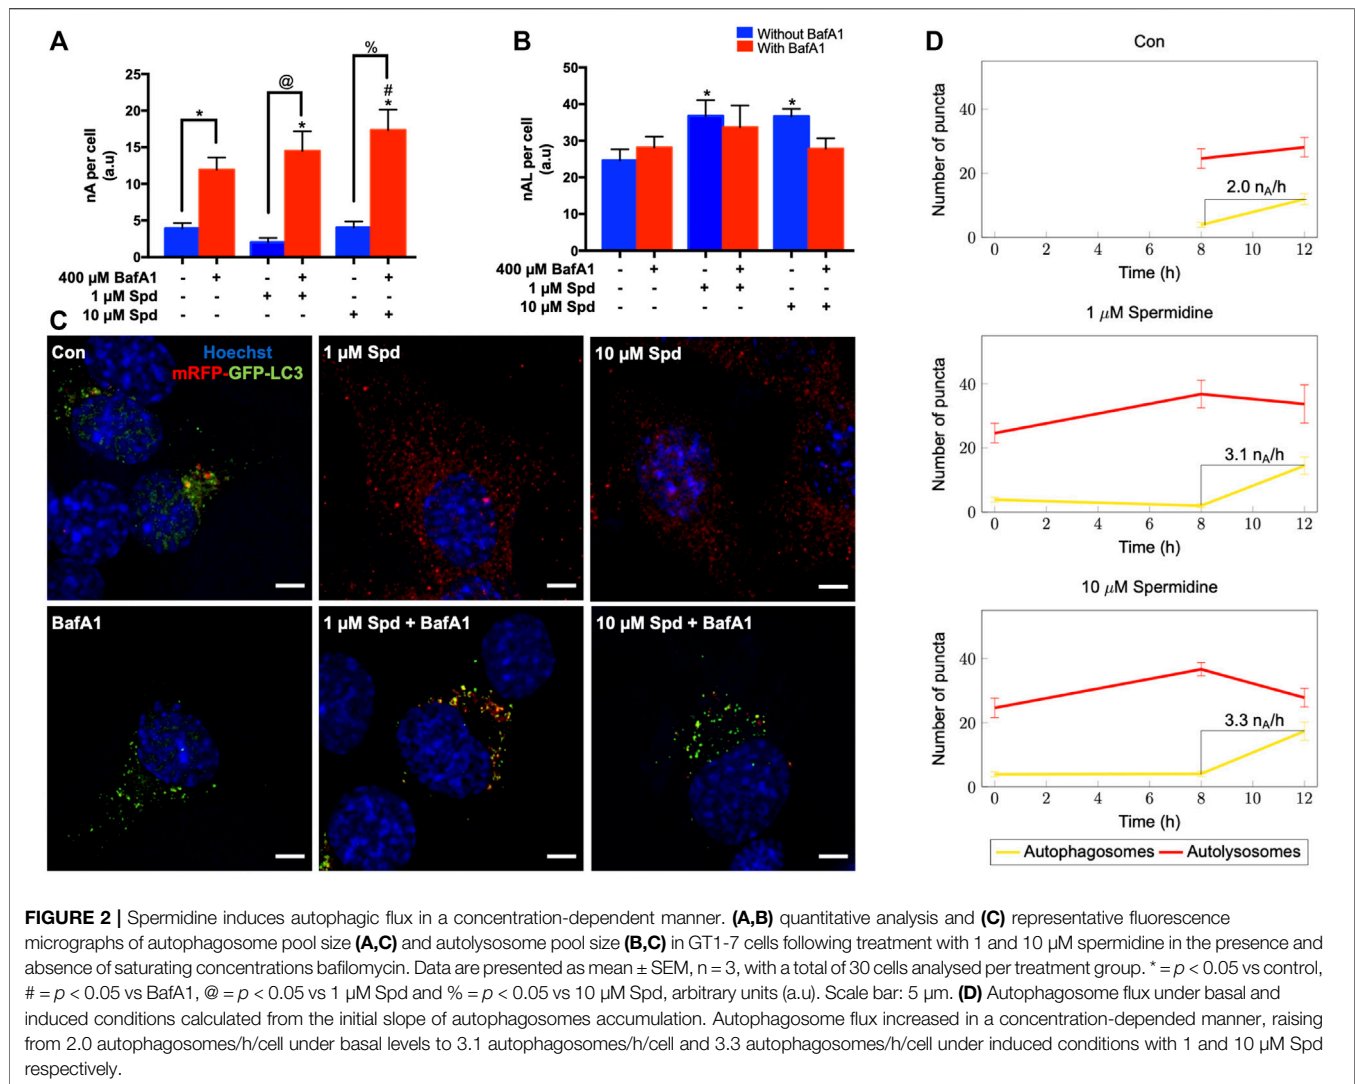 A
nA per cell
(a.u)
25
20
15
10
5
0
*
@
*
%
#
*
400 µM BafA1 - + - + - +
1 µM Spd - - + + - -
10 µM Spd - - - - + +
B
Without BafA1
With BafA1
nAL per cell
(a.u)
50
40
30
20
10
0
*
*
400 µM BafA1 - + - + - +
1 µM Spd - - + + - -
10 µM Spd - - - - + +
C
Con
Hoechst
mRFP-GFP-LC3
1 µM Spd
10 µM Spd
BafA1
1 µM Spd + BafA1
10 µM Spd + BafA1
D
Con
Number of puncta
40
20
0
2.0 nA/h
0 2 4 6 8 10 12
Time (h)
1 µM Spermidine
Number of puncta
40
20
0
3.1 nA/h
0 2 4 6 8 10 12
Time (h)
10 µM Spermidine
Number of puncta
40
20
0
3.3 nA/h
0 2 4 6 8 10 12
Time (h)
Autophagosomes Autolysosomes
FIGURE 2 | Spermidine induces autophagic flux in a concentration-dependent manner. (A,B) quantitative analysis and (C) representative fluorescence
micrographs of autophagosome pool size (A,C) and autolysosome pool size (B,C) in GT1-7 cells following treatment with 1 and 10 µM spermidine in the presence and
absence of saturating concentrations bafilomycin. Data are presented as mean ± SEM, n = 3, with a total of 30 cells analysed per treatment group. * = p < 0.05 vs control,
# = p < 0.05 vs BafA1, @ = p < 0.05 vs 1 µM Spd and % = p < 0.05 vs 10 µM Spd, arbitrary units (a.u). Scale bar: 5 µm. (D) Autophagosome flux under basal and
induced conditions calculated from the initial slope of autophagosomes accumulation. Autophagosome flux increased in a concentration-depended manner, raising
from 2.0 autophagosomes/h/cell under basal levels to 3.1 autophagosomes/h/cell and 3.3 autophagosomes/h/cell under induced conditions with 1 and 10 µM Spd
respectively.